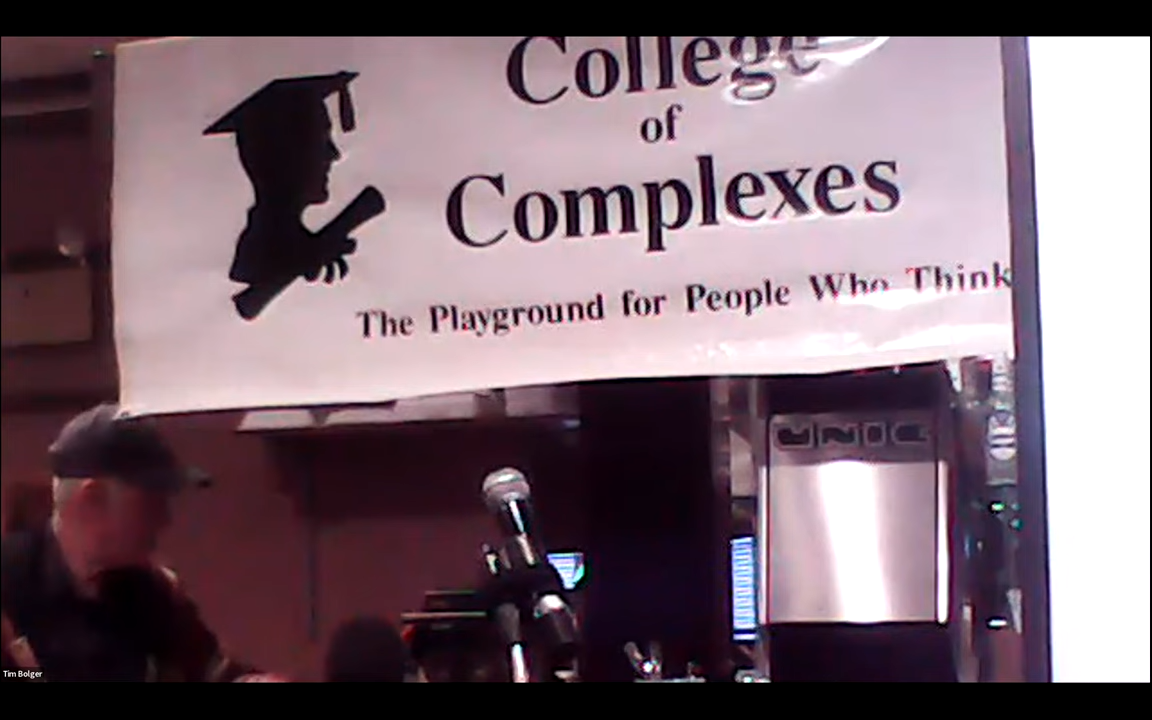 College
of
Complexes
The Playground for People Who Think
UNIC
Tim Bolger